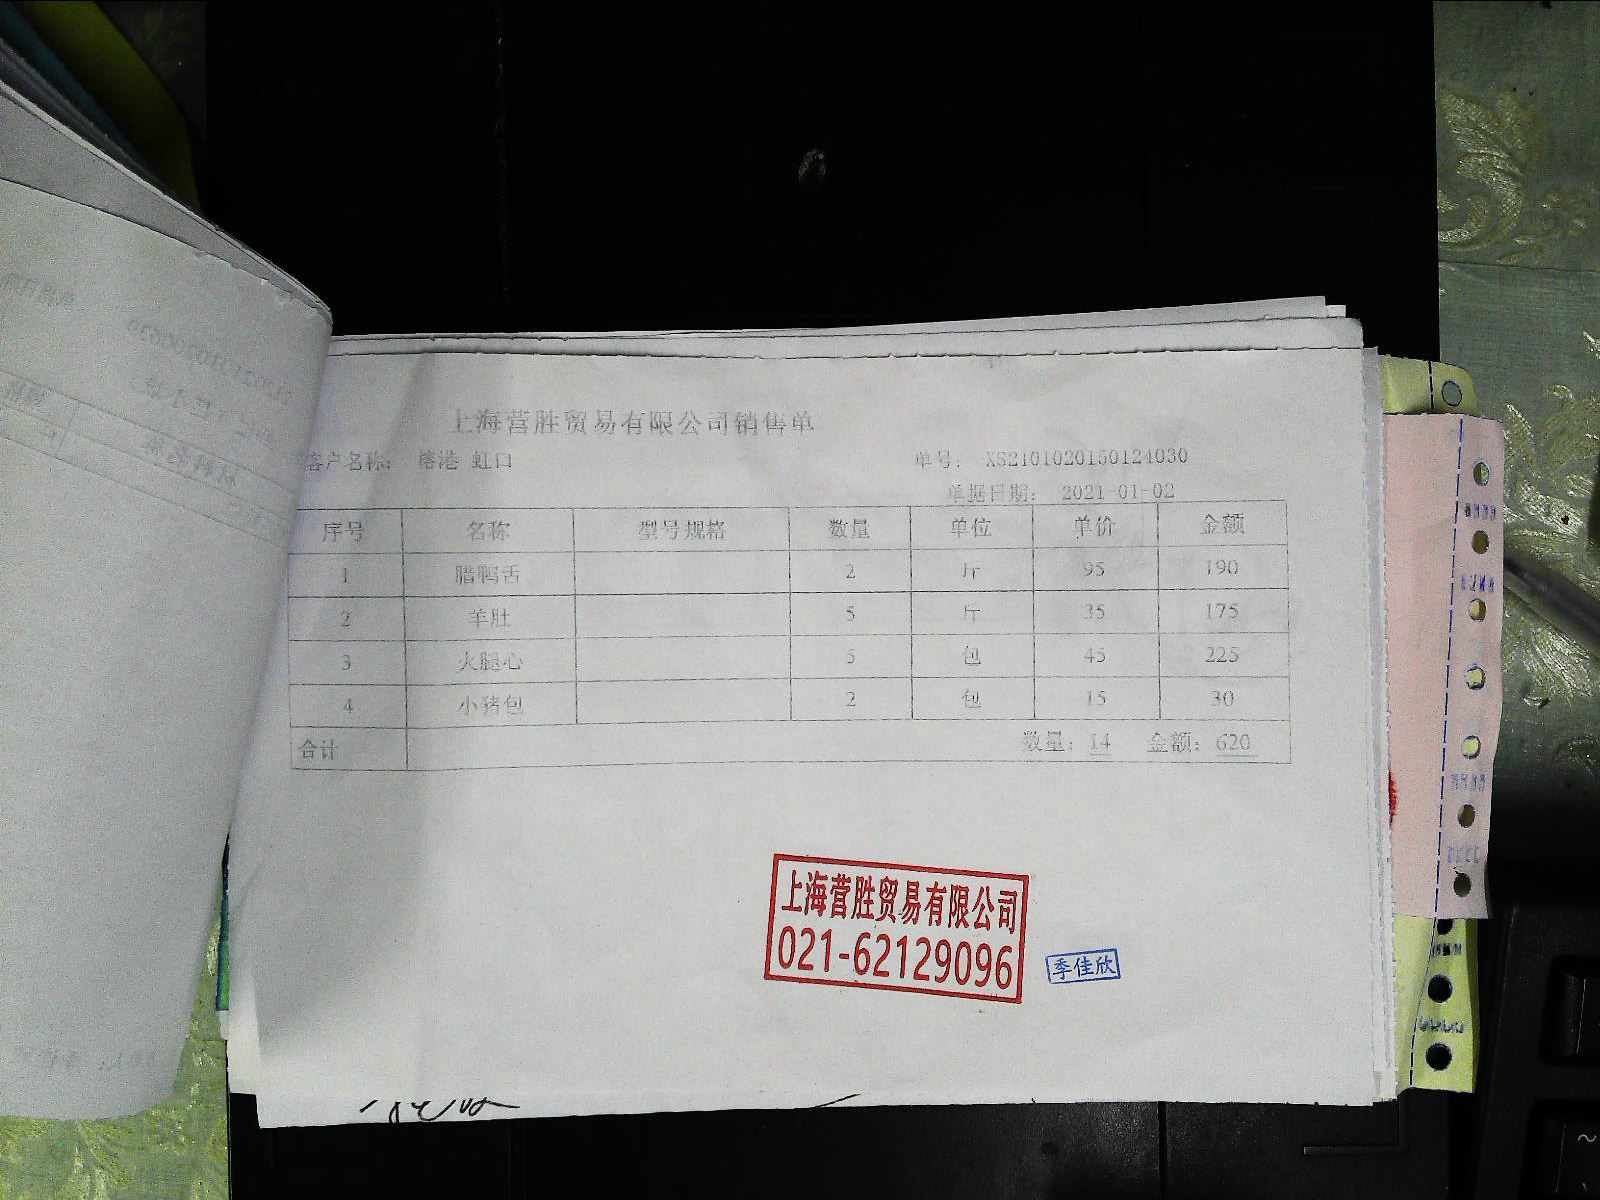 上海营胜贸易有限公司销售单
客户名称： 榕港 虹口 单号： XS2101020150124030
单据日期： 2021-01-02
序号 名称 型号规格 数量 单位 单价 金额
1 腊鸭舌 2 斤 95 190
2 羊肚 5 斤 35 175
3 火腿心 5 包 45 225
4 小猪包 2 包 15 30
合计 数量：14 金额：620
上海营胜贸易有限公司
021-62129096
季佳欣